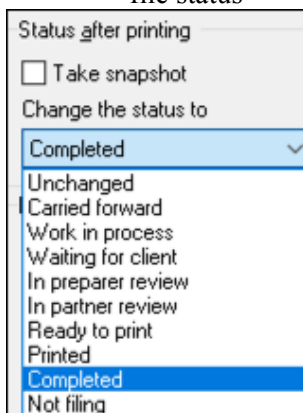 The status
Status after printing
Take snapshot
Change the status to
Completed
Unchanged
Carried forward
Work in process
Waiting for client
In preparer review
In partner review
Ready to print
Printed
Completed
Not filing